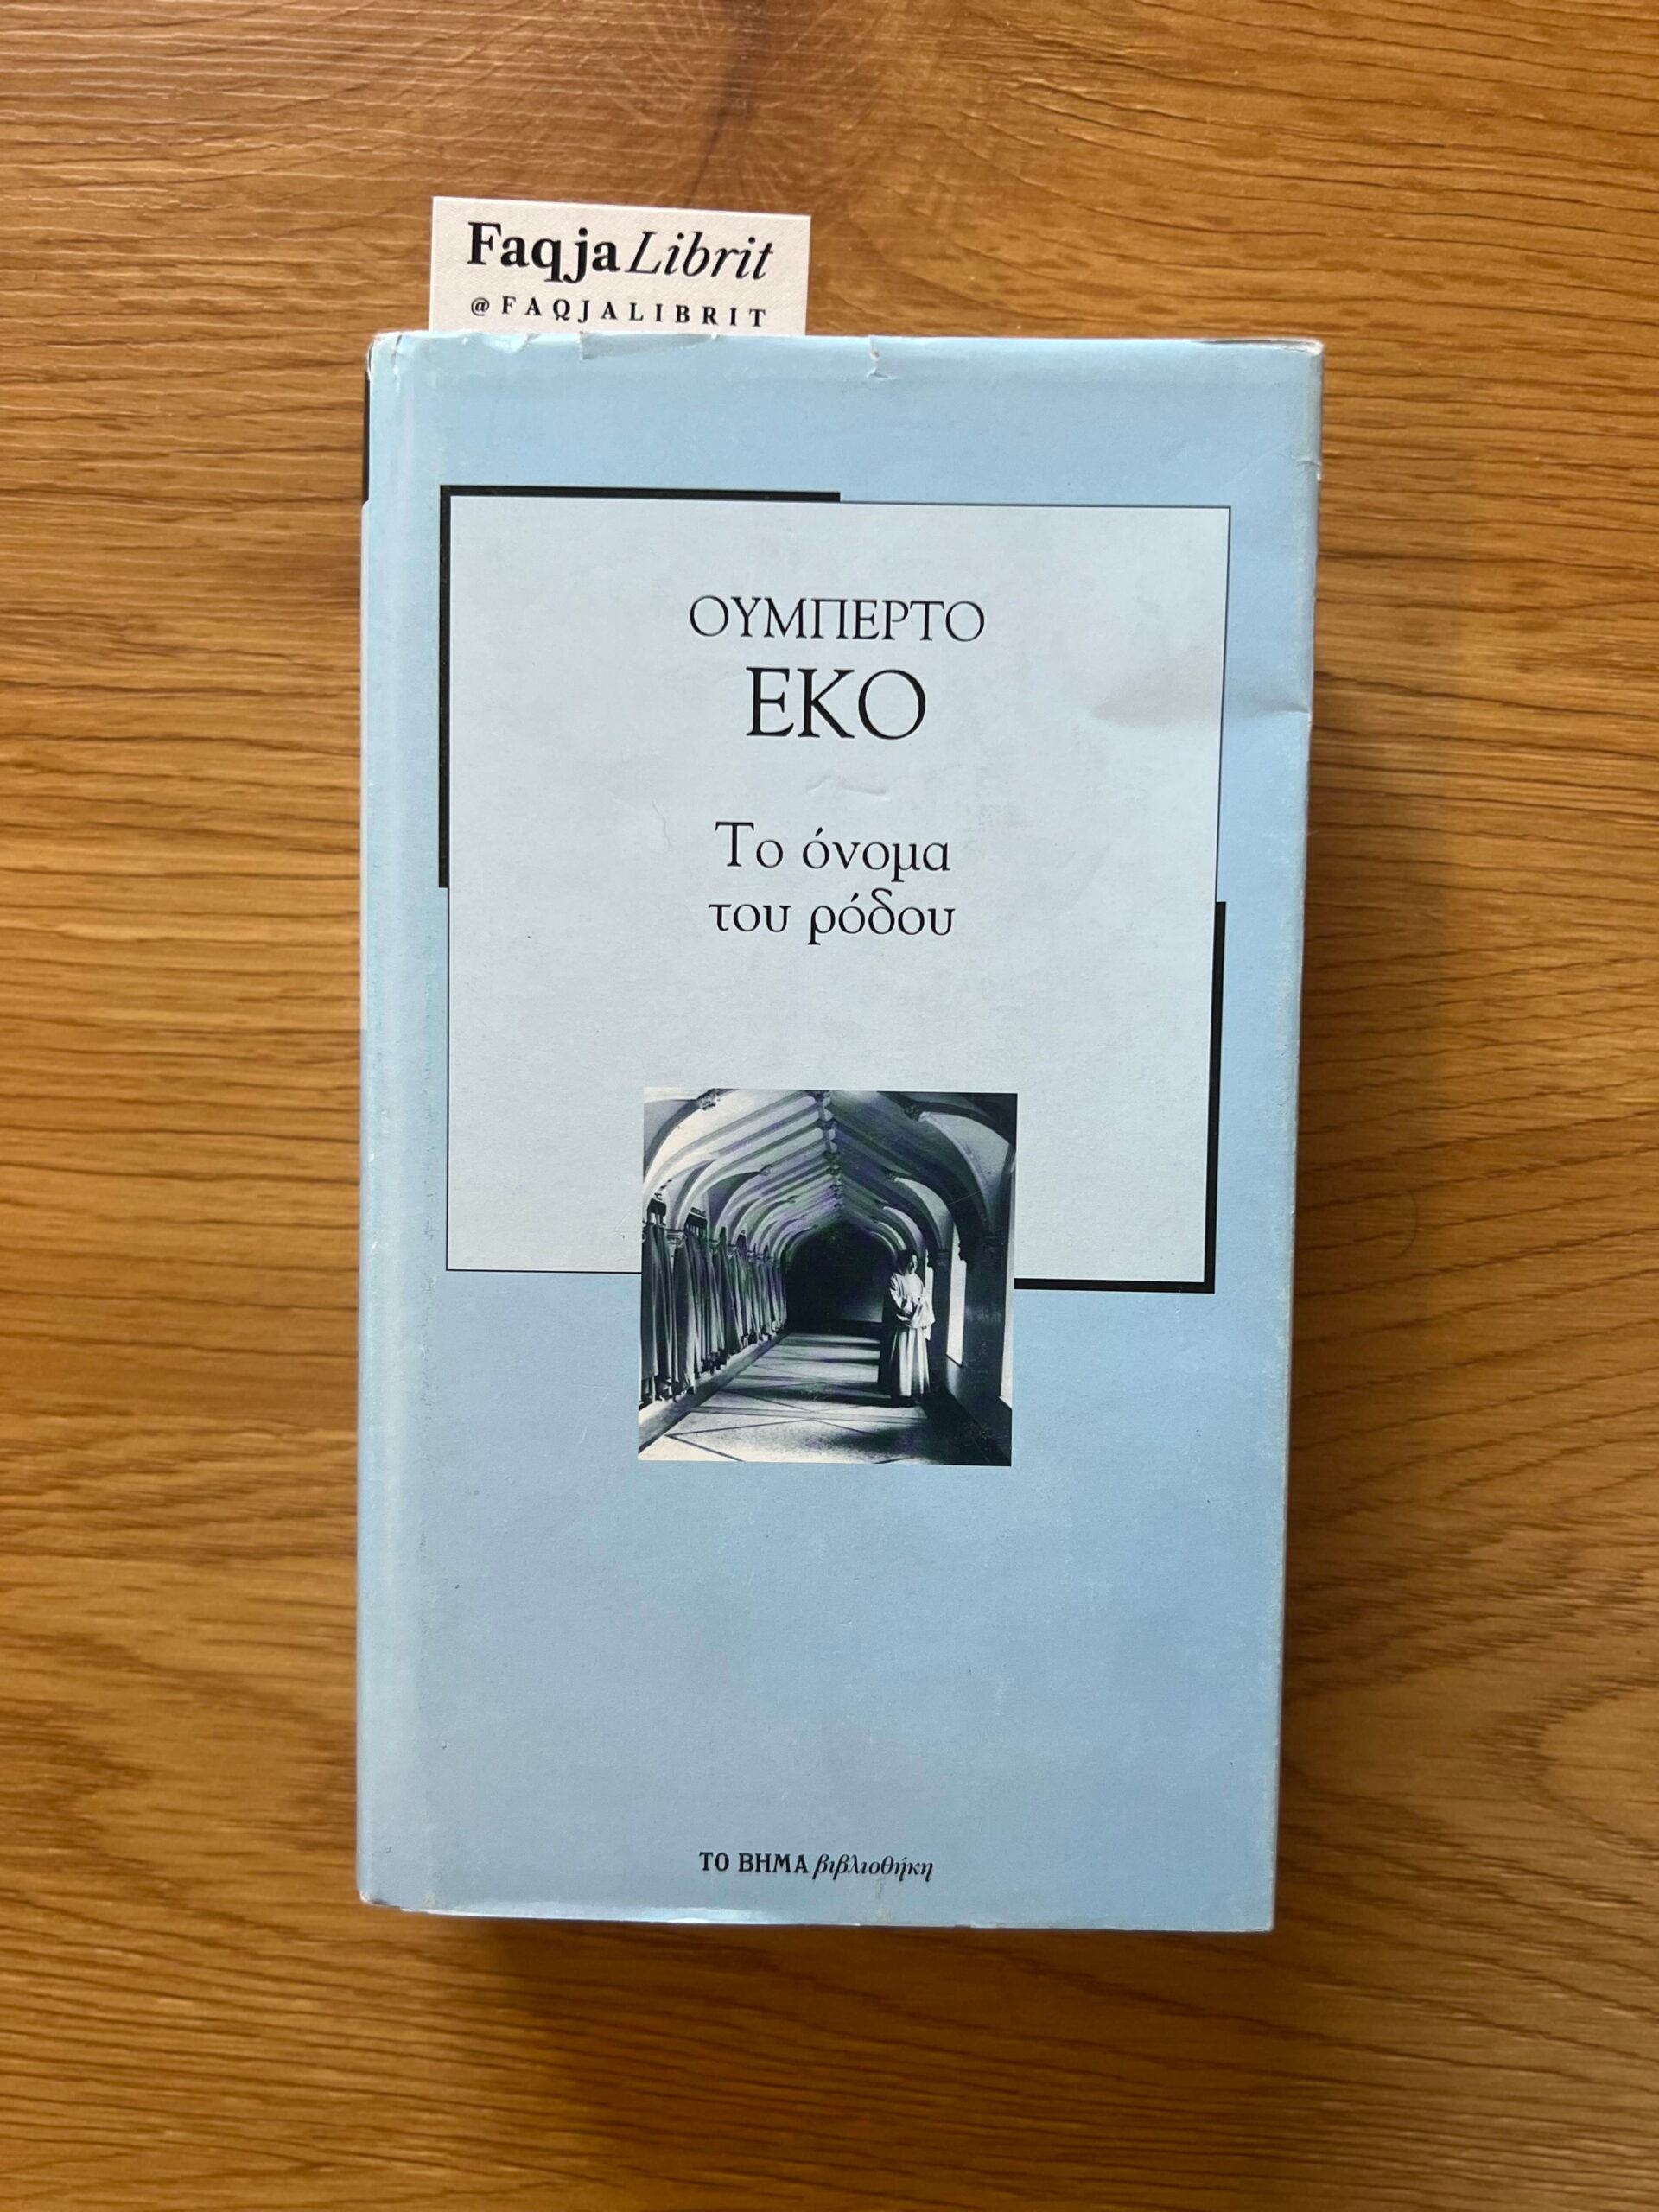 Faqja Librit
@FAQJALIBRIT
ΟΥΜΠΕΡΤΟ
ΕΚΟ
Το όνομα
του ρόδου
ΤΟ ΒΗΜΑ βιβλιοθήκη